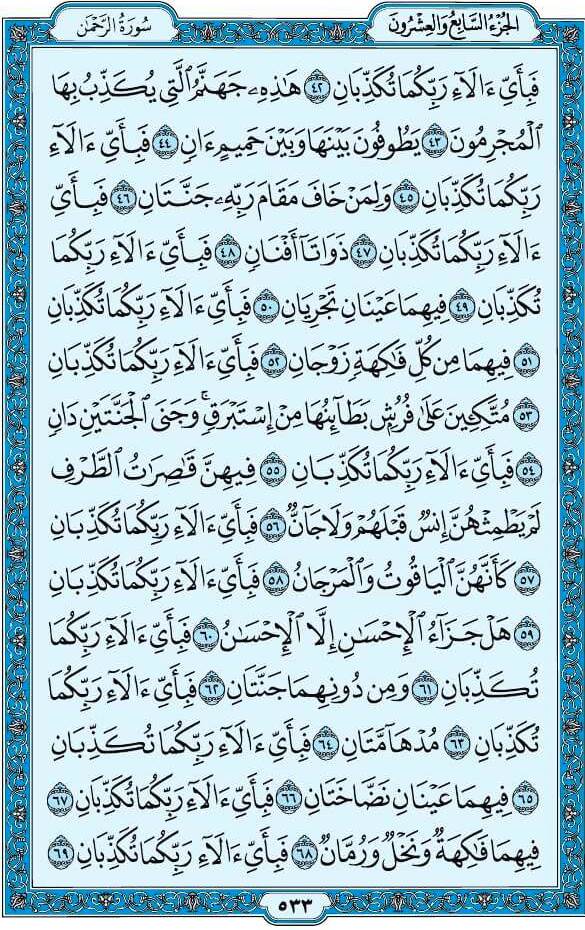 الجُزْءُ السَّابِعُ وَالعِشْرُونَ
سُورَةُ الرَّحْمَٰن
فَبِأَيِّ ءَالَآءِ رَبِّكُمَا تُكَذِّبَانِ ٤٢ هَٰذِهِۦ جَهَنَّمُ ٱلَّتِي يُكَذِّبُ بِهَا
ٱلْمُجْرِمُونَ ٤٣ يَطُوفُونَ بَيْنَهَا وَبَيْنَ حَمِيمٍ ءَانٍ ٤٤ فَبِأَيِّ ءَالَآءِ
رَبِّكُمَا تُكَذِّبَانِ ٤٥ وَلِمَنْ خَافَ مَقَامَ رَبِّهِۦ جَنَّتَانِ ٤٦ فَبِأَيِّ
ءَالَآءِ رَبِّكُمَا تُكَذِّبَانِ ٤٧ ذَوَاتَآ أَفْنَانٍ ٤٨ فَبِأَيِّ ءَالَآءِ رَبِّكُمَا
تُكَذِّبَانِ ٤٩ فِيهِمَا عَيْنَانِ تَجْرِيَانِ ٥٠ فَبِأَيِّ ءَالَآءِ رَبِّكُمَا تُكَذِّبَانِ
٥١ فِيهِمَا مِن كُلِّ فَٰكِهَةٍ زَوْجَانِ ٥٢ فَبِأَيِّ ءَالَآءِ رَبِّكُمَا تُكَذِّبَانِ
٥٣ مُتَّكِـِٔينَ عَلَىٰ فُرُشٍۭ بَطَآئِنُهَا مِنْ إِسْتَبْرَقٍ ۚ وَجَنَى ٱلْجَنَّتَيْنِ دَانٍ
٥٤ فَبِأَيِّ ءَالَآءِ رَبِّكُمَا تُكَذِّبَانِ ٥٥ فِيهِنَّ قَٰصِرَٰتُ ٱلطَّرْفِ
لَمْ يَطْمِثْهُنَّ إِنسٌ قَبْلَهُمْ وَلَا جَآنٌّ ٥٦ فَبِأَيِّ ءَالَآءِ رَبِّكُمَا تُكَذِّبَانِ
٥٧ كَأَنَّهُنَّ ٱلْيَاقُوتُ وَٱلْمَرْجَانُ ٥٨ فَبِأَيِّ ءَالَآءِ رَبِّكُمَا تُكَذِّبَانِ
٥٩ هَلْ جَزَآءُ ٱلْإِحْسَٰنِ إِلَّا ٱلْإِحْسَٰنُ ٦٠ فَبِأَيِّ ءَالَآءِ رَبِّكُمَا
تُكَذِّبَانِ ٦١ وَمِن دُونِهِمَا جَنَّتَانِ ٦٢ فَبِأَيِّ ءَالَآءِ رَبِّكُمَا
تُكَذِّبَانِ ٦٣ مُدْهَآمَّتَانِ ٦٤ فَبِأَيِّ ءَالَآءِ رَبِّكُمَا تُكَذِّبَانِ
٦٥ فِيهِمَا عَيْنَانِ نَضَّاخَتَانِ ٦٦ فَبِأَيِّ ءَالَآءِ رَبِّكُمَا تُكَذِّبَانِ ٦٧
فِيهِمَا فَٰكِهَةٌ وَنَخْلٌ وَرُمَّانٌ ٦٨ فَبِأَيِّ ءَالَآءِ رَبِّكُمَا تُكَذِّبَانِ ٦٩
٥٣٣